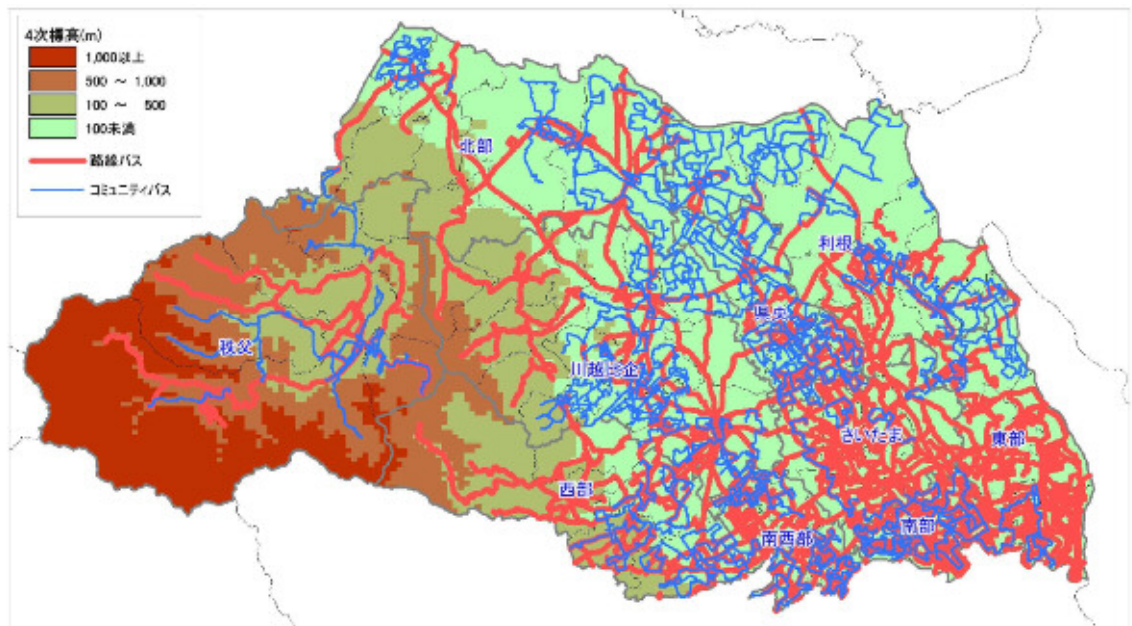 4次標高(m)
1,000以上
500 ～ 1,000
100 ～ 500
100未満
路線バス
コミュニティバス
北部
利根
県央
秩父
川越比企
さいたま
東部
西部
南部
南西部